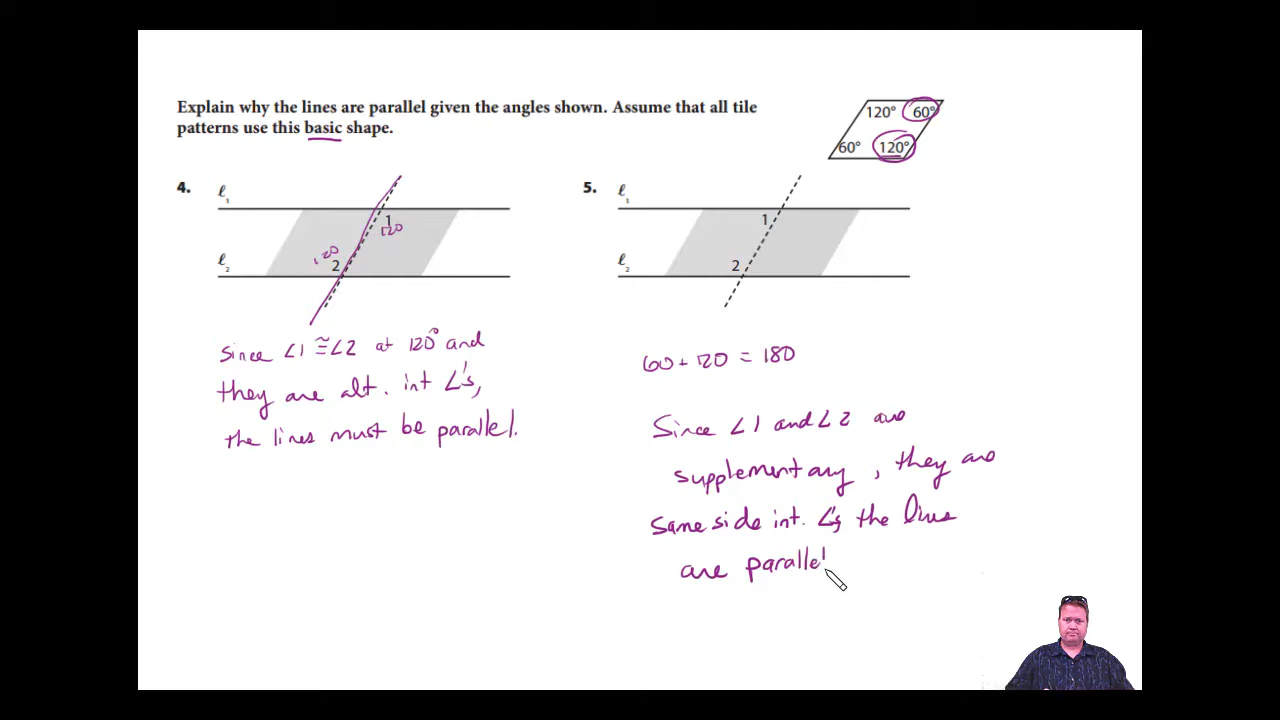 Explain why the lines are parallel given the angles shown. Assume that all tile
patterns use this basic shape.
120° 60°
60° 120°
4.
ℓ₁
1
120
120
2
ℓ₂
Since ∠1 ≅ ∠2 at 120° and
they are alt. int ∠'s,
the lines must be parallel.
5.
ℓ₁
1
2
ℓ₂
60 + 120 = 180
Since ∠1 and ∠2 are
supplementary, they are
same side int. ∠'s the lines
are parallel